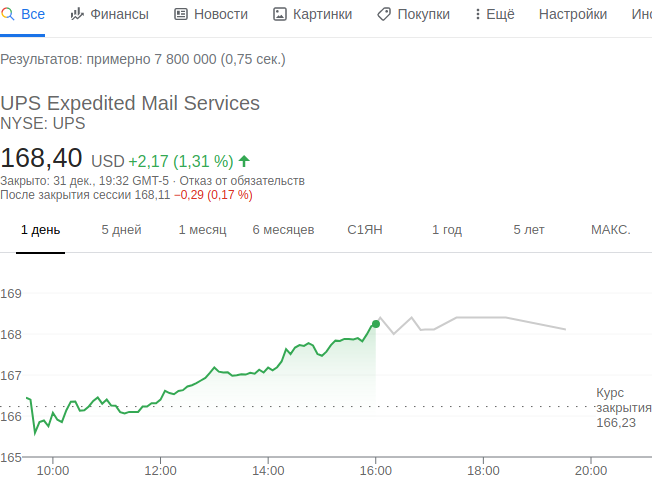 Все Финансы Новости Картинки Покупки Ещё Настройки Ин
Результатов: примерно 7 800 000 (0,75 сек.)
UPS Expedited Mail Services
NYSE: UPS
168,40 USD +2,17 (1,31 %)
Закрыто: 31 дек., 19:32 GMT-5 · Отказ от обязательств
После закрытия сессии 168,11 −0,29 (0,17 %)
1 день 5 дней 1 месяц 6 месяцев С1ЯН 1 год 5 лет МАКС.
169
168
167
166
165
Курс
закрытия
166,23
10:00 12:00 14:00 16:00 18:00 20:00